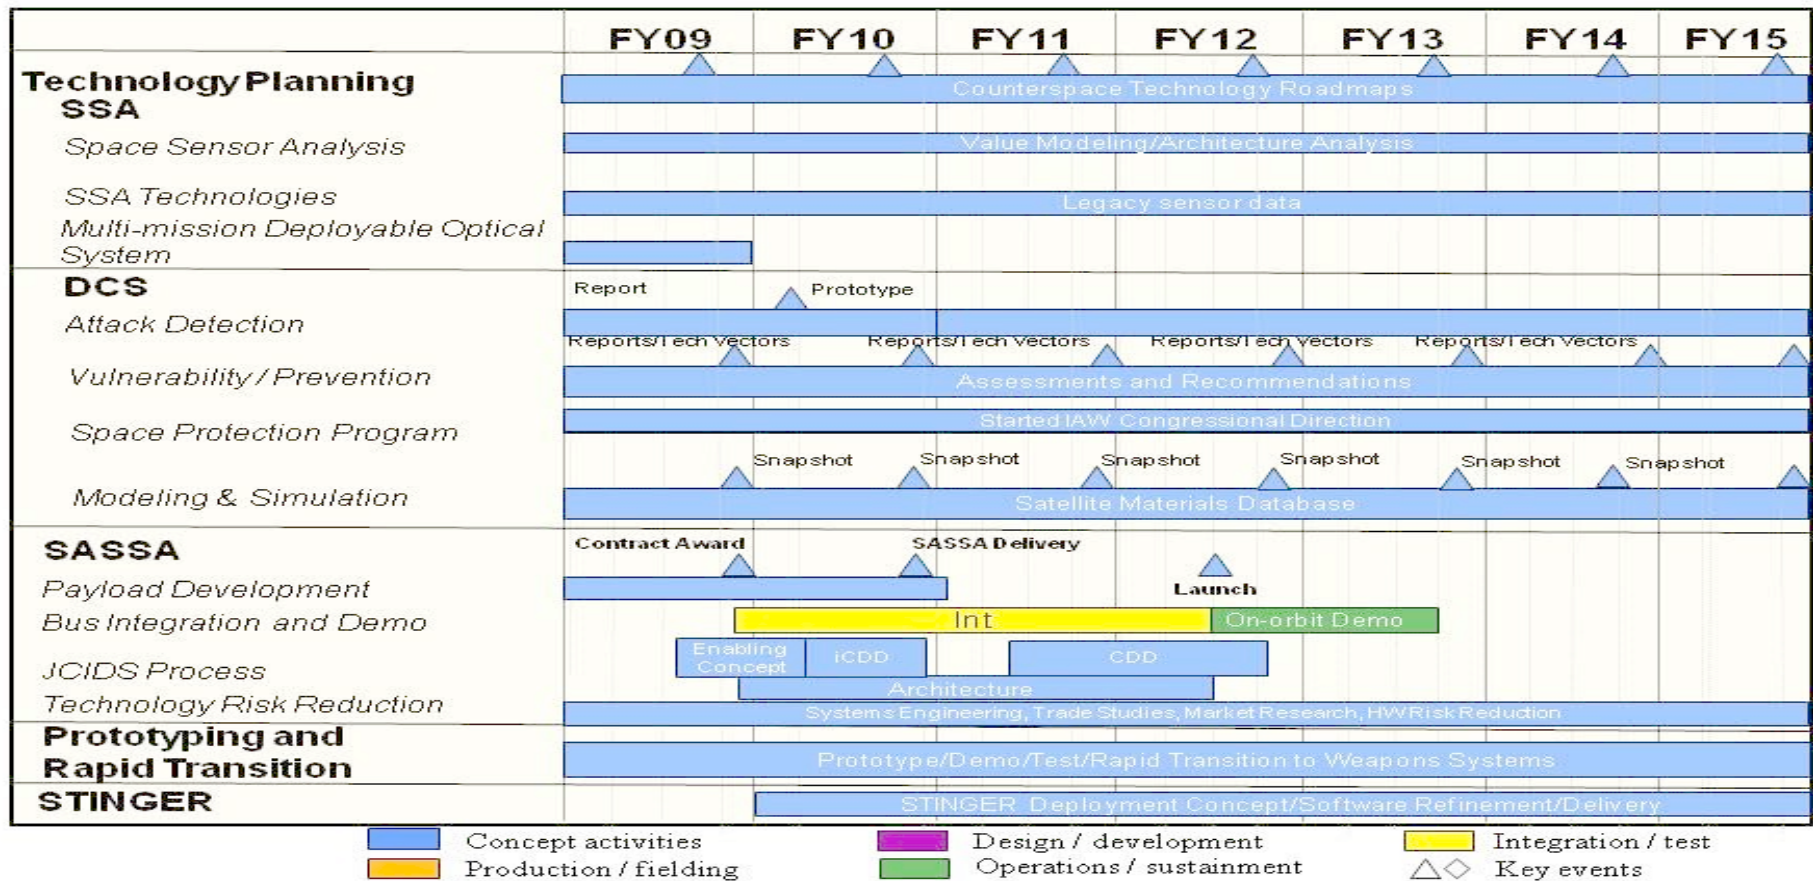 FY09 FY10 FY11 FY12 FY13 FY14 FY15
Technology Planning
Counterspace Technology Roadmaps
SSA
Space Sensor Analysis
Value Modeling/Architecture Analysis
SSA Technologies
Legacy sensor data
Multi-mission Deployable Optical
System
DCS
Report
Prototype
Attack Detection
Reports/Tech Vectors Reports/Tech Vectors Reports/Tech Vectors Reports/Tech Vectors
Vulnerability / Prevention
Assessments and Recommendations
Space Protection Program
Started IAW Congressional Direction
Snapshot Snapshot Snapshot Snapshot Snapshot Snapshot
Modeling & Simulation
Satellite Materials Database
SASSA
Contract Award
SASSA Delivery
Payload Development
Launch
Bus Integration and Demo
Int
On-orbit Demo
Enabling
Concept
iCDD
CDD
JCIDS Process
Architecture
Technology Risk Reduction
Systems Engineering, Trade Studies, Market Research, HW Risk Reduction
Prototyping and
Rapid Transition
Prototype/Demo/Test/Rapid Transition to Weapons Systems
STINGER
STINGER Deployment Concept/Software Refinement/Delivery
Concept activities
Design / development
Integration / test
Production / fielding
Operations / sustainment
Key events